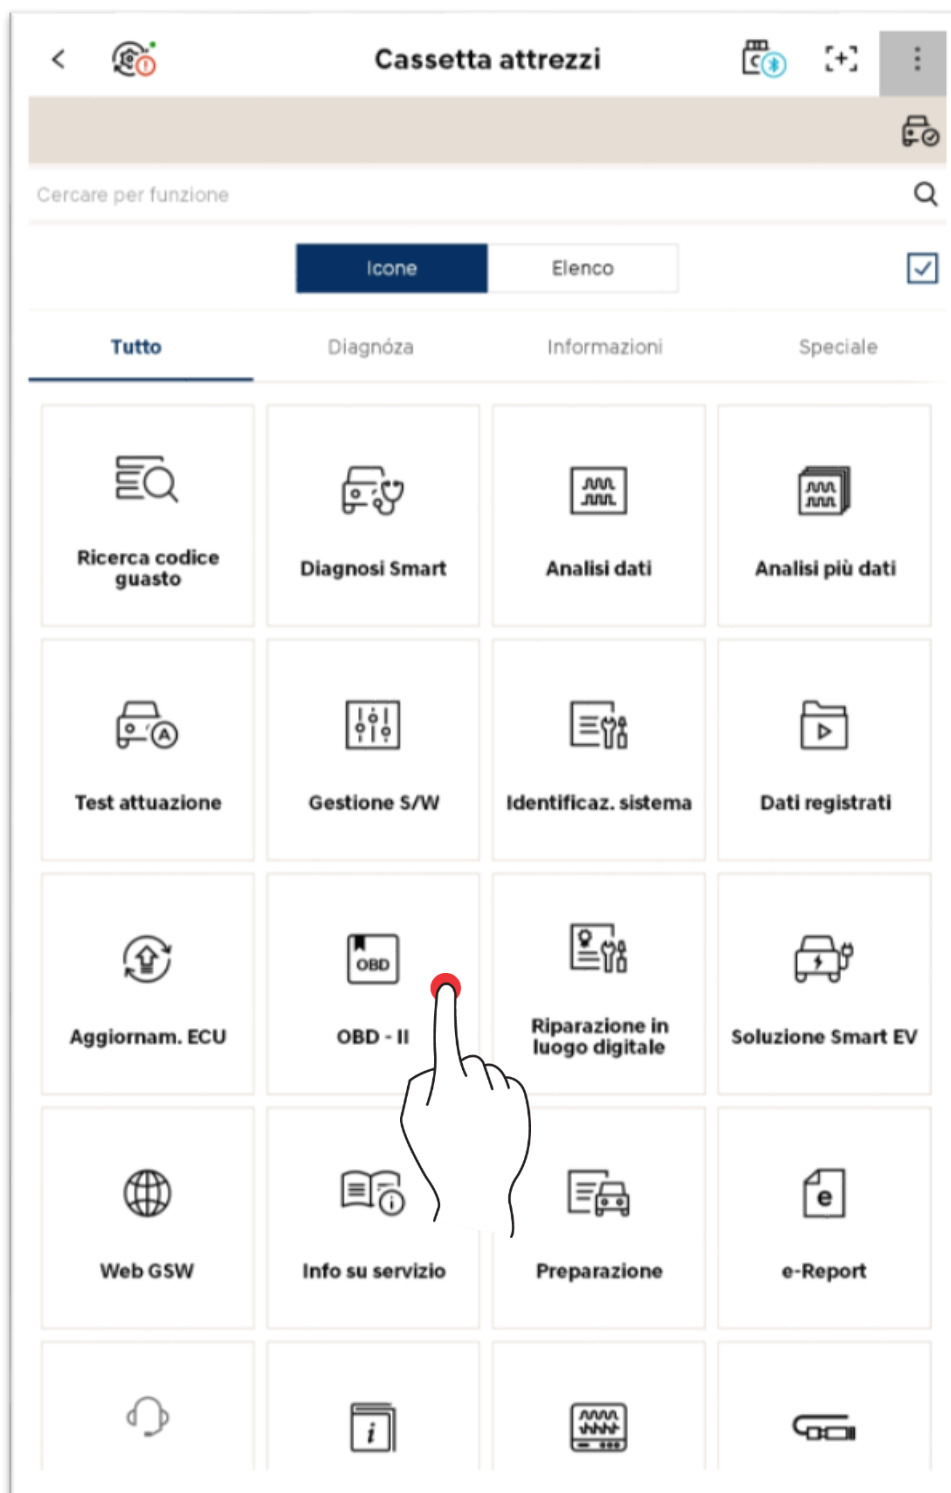 Cassetta attrezzi
Cercare per funzione
Icone
Elenco
Tutto
Diagnóza
Informazioni
Speciale
Ricerca codice
guasto
Diagnosi Smart
Analisi dati
Analisi più dati
Test attuazione
Gestione S/W
Identificaz. sistema
Dati registrati
Aggiornam. ECU
OBD
OBD - II
Riparazione in
luogo digitale
Soluzione Smart EV
Web GSW
Info su servizio
Preparazione
e
e-Report
i